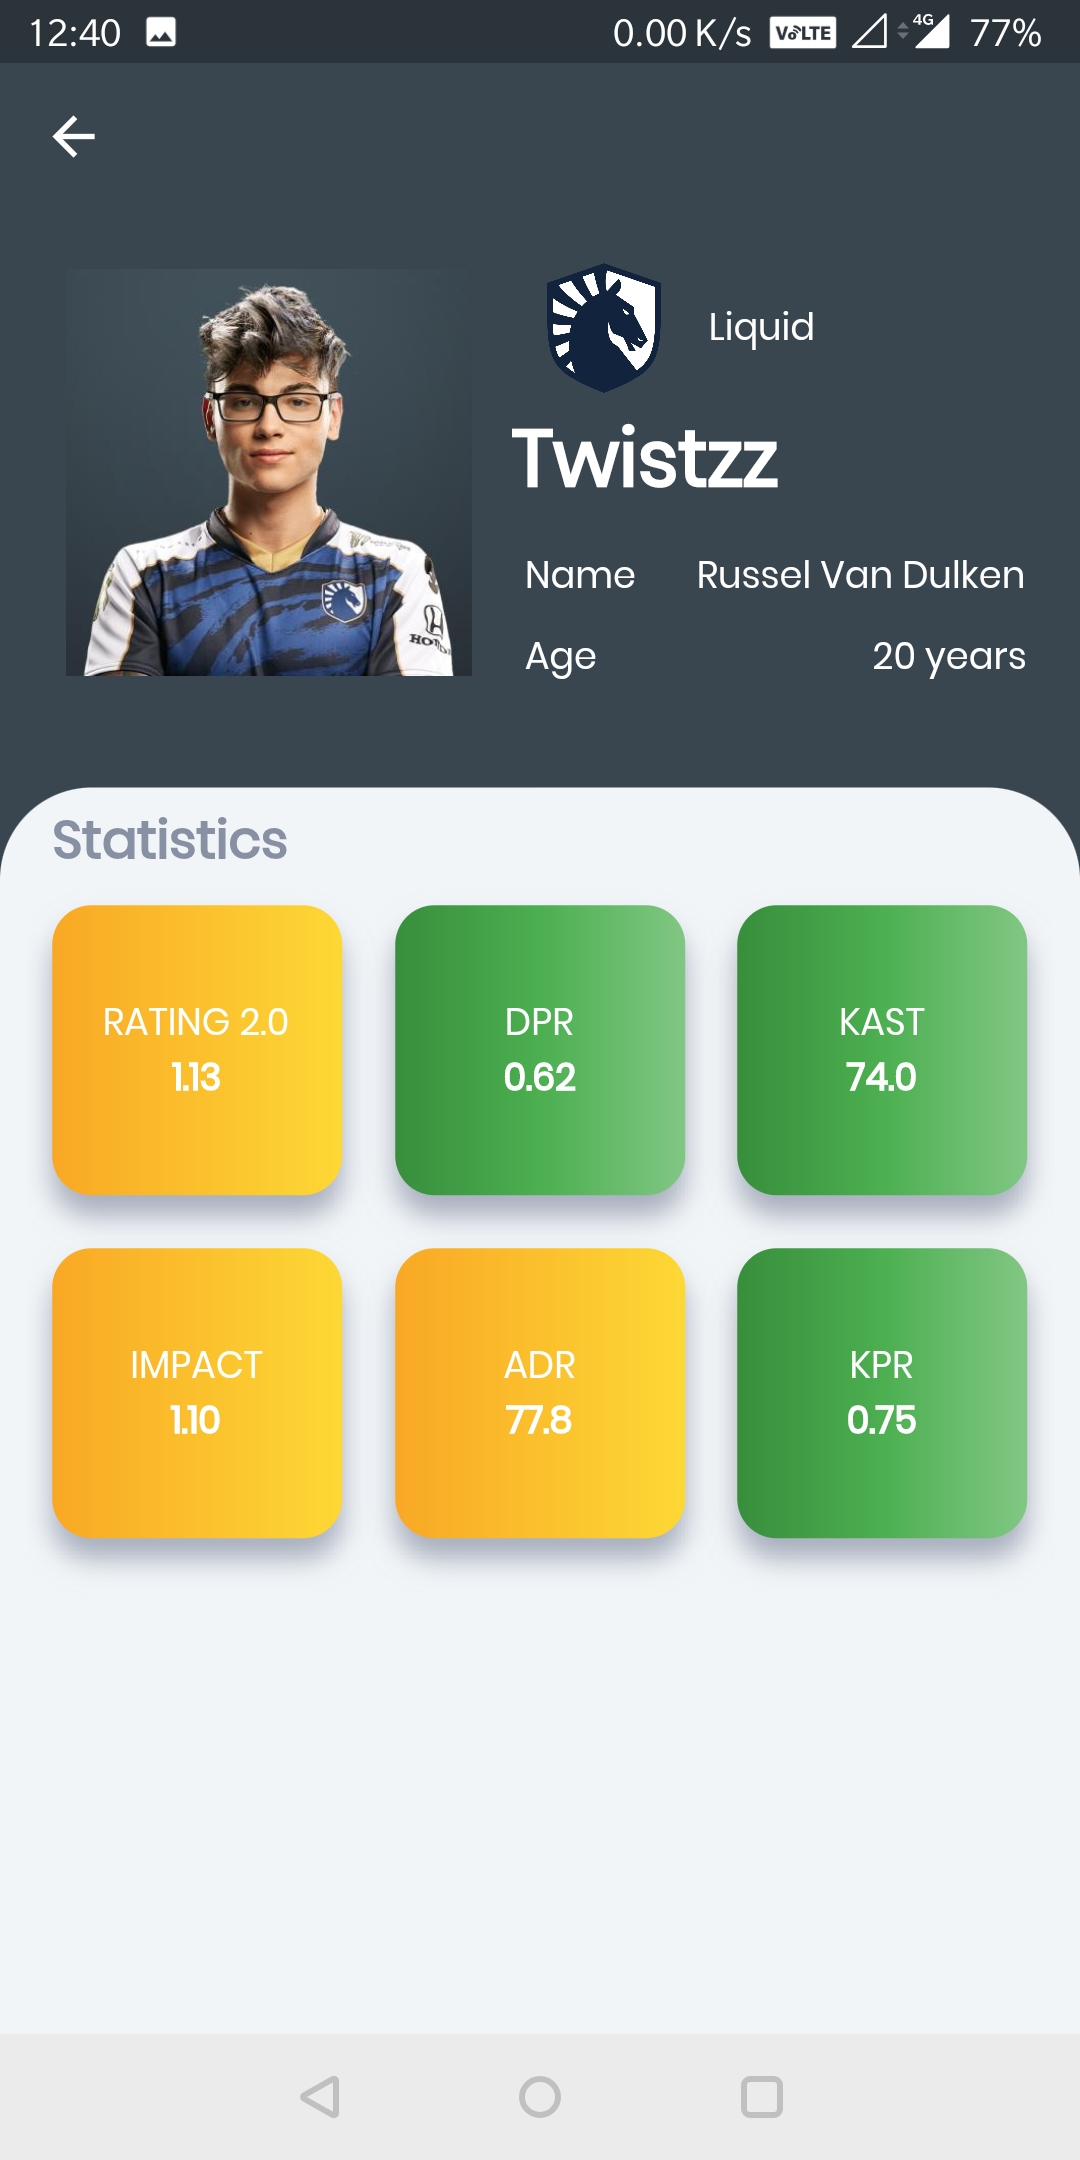 12:40 0.00 K/s VoLTE 4G 77%
Liquid
Twistzz
Name Russel Van Dulken
Age 20 years
Statistics
RATING 2.0 DPR KAST
1.13 0.62 74.0
IMPACT ADR KPR
1.10 77.8 0.75